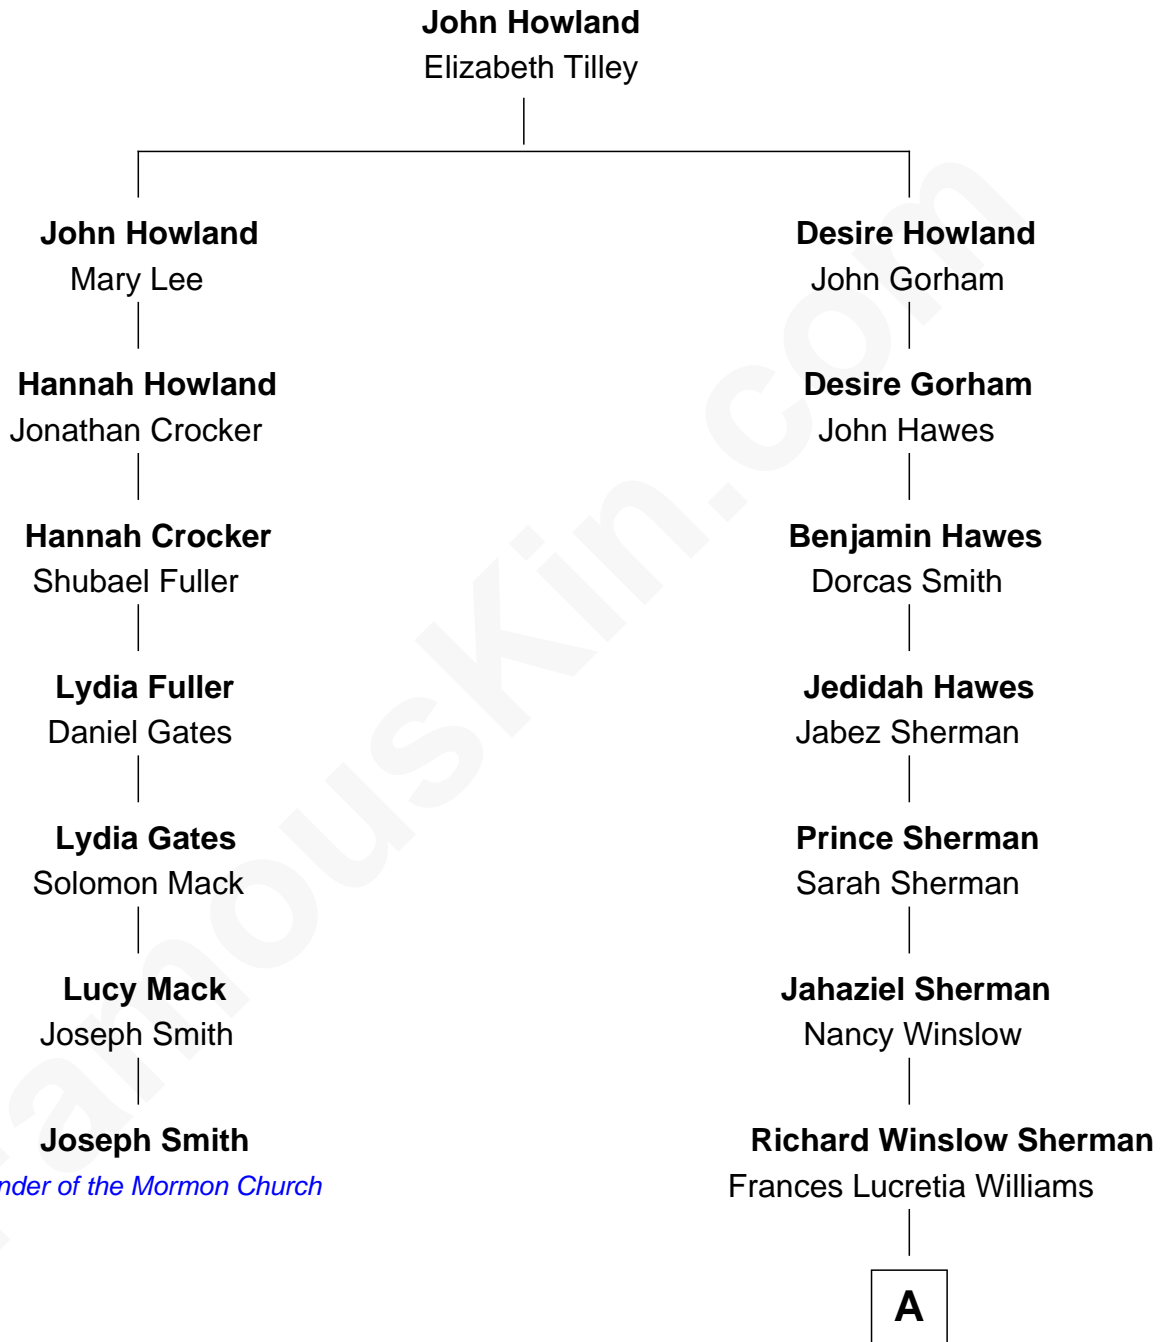 John Howland
Elizabeth Tilley
John Howland
Mary Lee
Desire Howland
John Gorham
Hannah Howland
Jonathan Crocker
Desire Gorham
John Hawes
Hannah Crocker
Shubael Fuller
Benjamin Hawes
Dorcas Smith
Lydia Fuller
Daniel Gates
Jedidah Hawes
Jabez Sherman
Lydia Gates
Solomon Mack
Prince Sherman
Sarah Sherman
Lucy Mack
Joseph Smith
Jahaziel Sherman
Nancy Winslow
Joseph Smith
nder of the Mormon Church
Richard Winslow Sherman
Frances Lucretia Williams
A
FamousKin.com